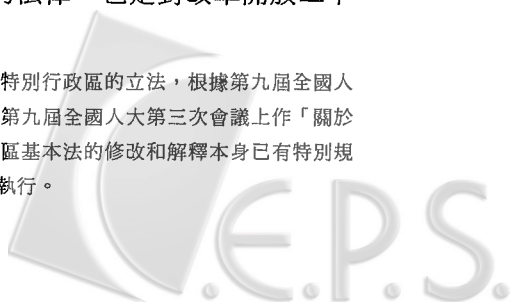 特別行政區的立法，根據第九屆全國人
第九屆全國人大第三次會議上作「關於
區基本法的修改和解釋本身已有特別規
執行。
C.E.P.S.